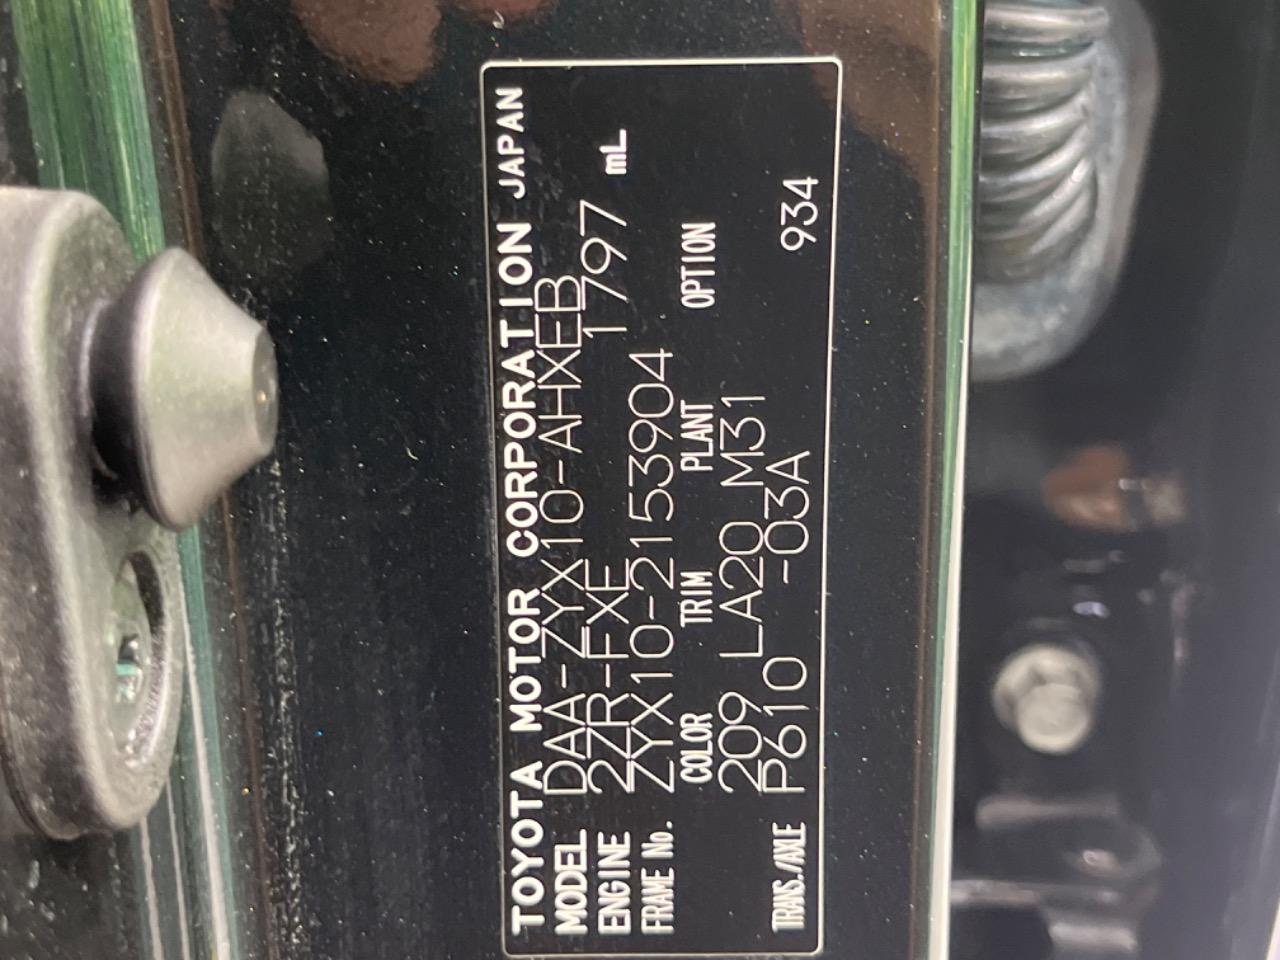 TOYOTA MOTOR CORPORATION JAPAN
MODEL DAA-ZYX10-AHXEB
ENGINE 2ZR-FXE 1797 mL
FRAME No. ZYX10-2153904
COLOR TRIM PLANT OPTION
209 LA20 M31
TRANS./AXLE P610 -03A 934